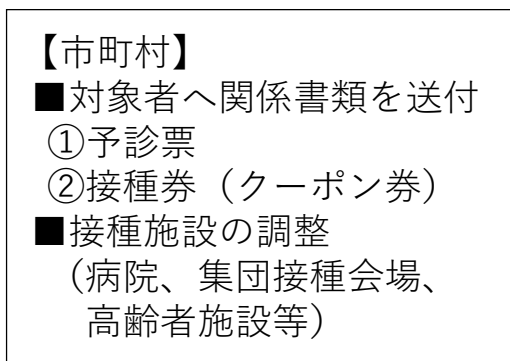 【市町村】
■対象者へ関係書類を送付
①予診票
②接種券（クーポン券）
■接種施設の調整
（病院、集団接種会場、
高齢者施設等）